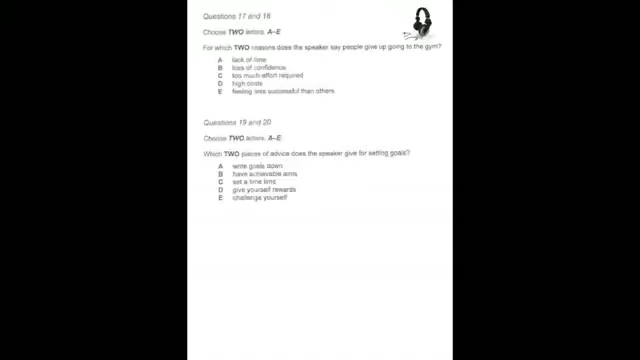 Questions 17 and 18
Choose TWO letters, A–E.
For which TWO reasons does the speaker say people give up going to the gym?
A lack of time
B loss of confidence
C too much effort required
D high costs
E feeling less successful than others
Questions 19 and 20
Choose TWO letters, A–E.
Which TWO pieces of advice does the speaker give for setting goals?
A write goals down
B have achievable aims
C set a time limit
D give yourself rewards
E challenge yourself